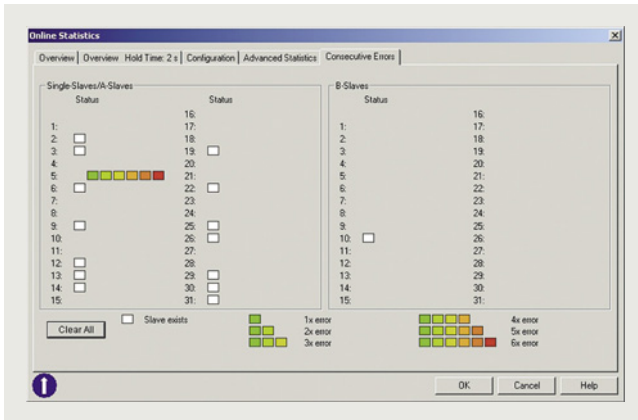 Online Statistics
Overview Overview Hold Time: 2 s Configuration Advanced Statistics Consecutive Errors
Single-Slaves/A-Slaves
Status Status
16:
1: 17:
2: 18:
3: 19:
4: 20:
5: 21:
6: 22:
7: 23:
8: 24:
9: 25:
10: 26:
11: 27:
12: 28:
13: 29:
14: 30:
15: 31:
B-Slaves
Status
16:
1: 17:
2: 18:
3: 19:
4: 20:
5: 21:
6: 22:
7: 23:
8: 24:
9: 25:
10: 26:
11: 27:
12: 28:
13: 29:
14: 30:
15: 31:
Clear All
Slave exists
1x error
2x error
3x error
4x error
5x error
6x error
OK Cancel Help